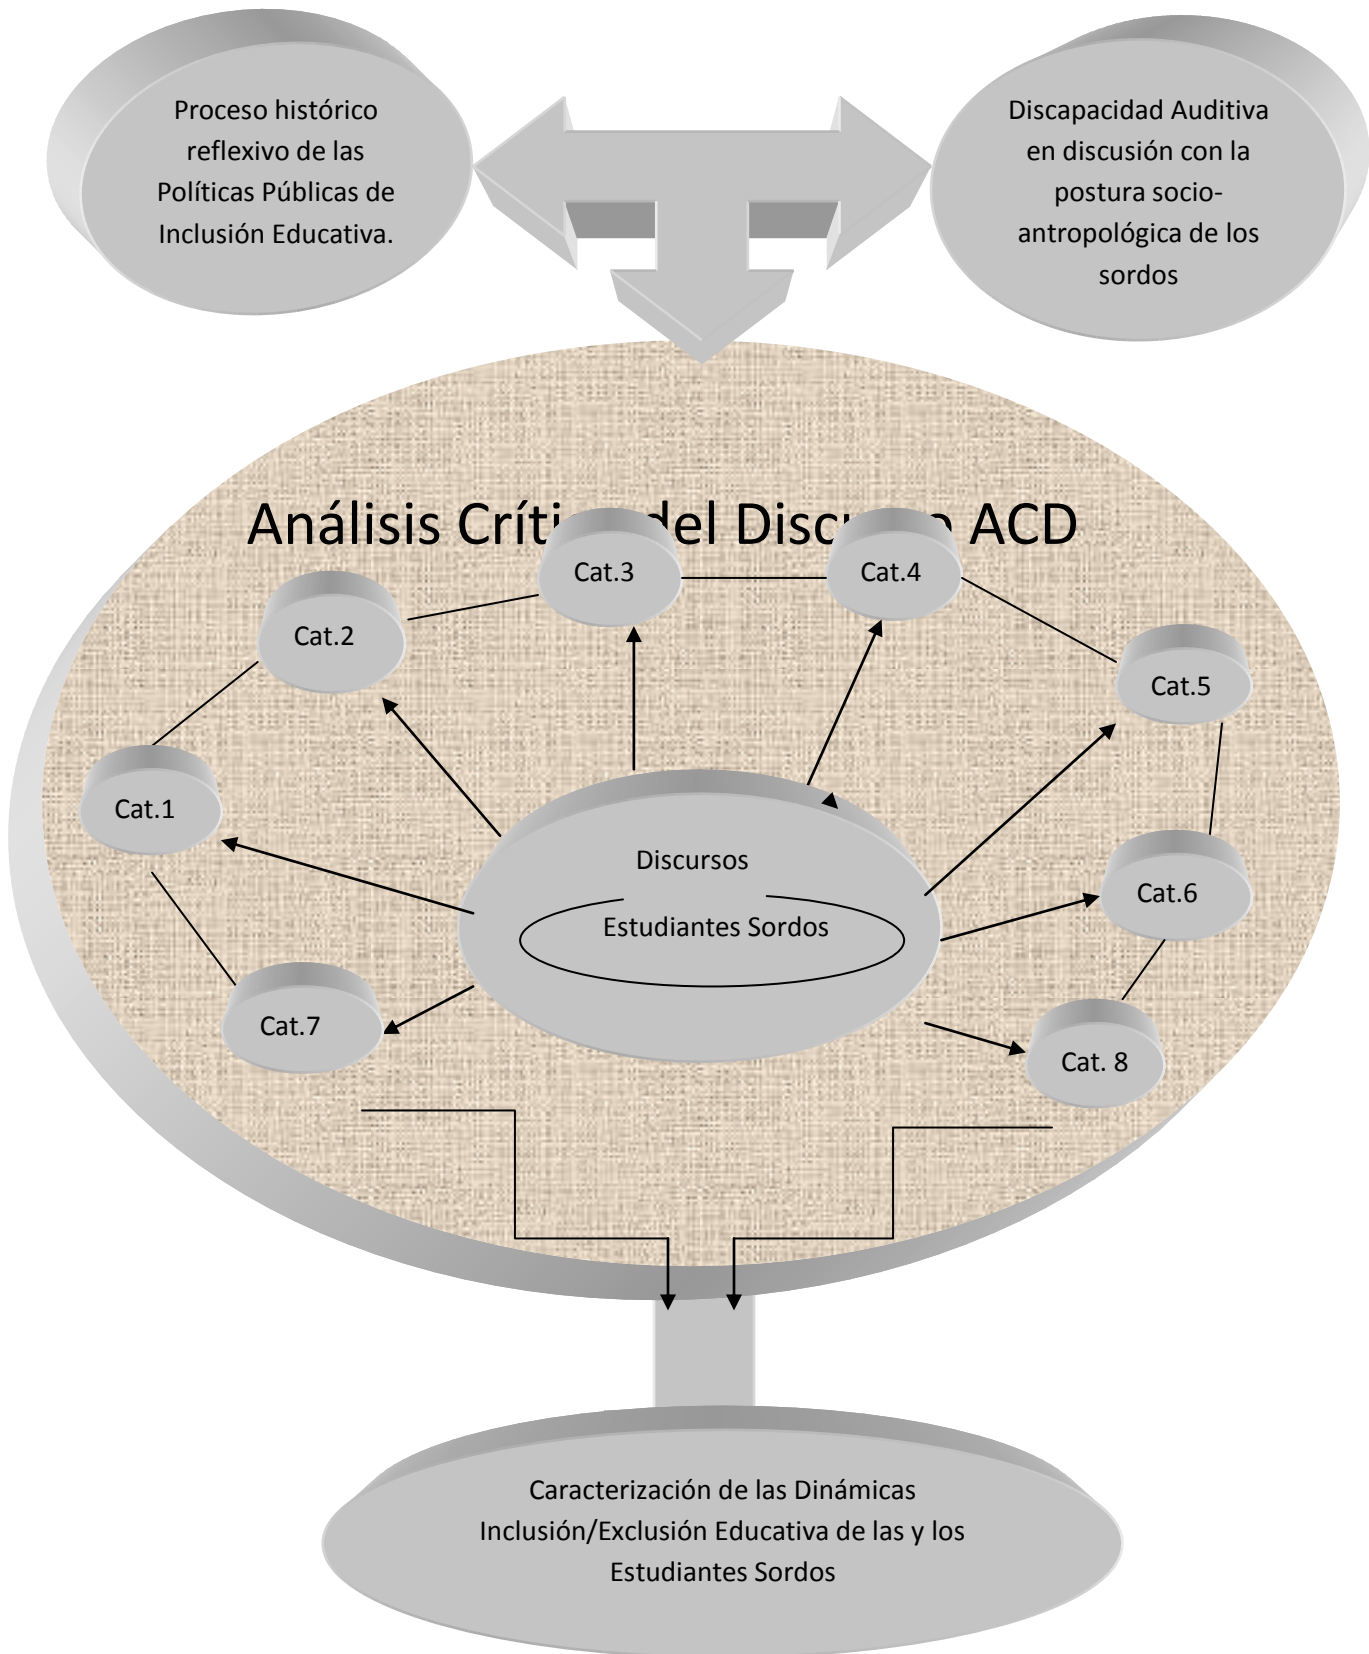 Proceso histórico
reflexivo de las
Políticas Públicas de
Inclusión Educativa.
Discapacidad Auditiva
en discusión con la
postura socio-
antropológica de los
sordos
Análisis Crítico del Discurso ACD
Cat.3
Cat.4
Cat.2
Cat.5
Cat.1
Discursos
Cat.6
Estudiantes Sordos
Cat.7
Cat. 8
Caracterización de las Dinámicas
Inclusión/Exclusión Educativa de las y los
Estudiantes Sordos